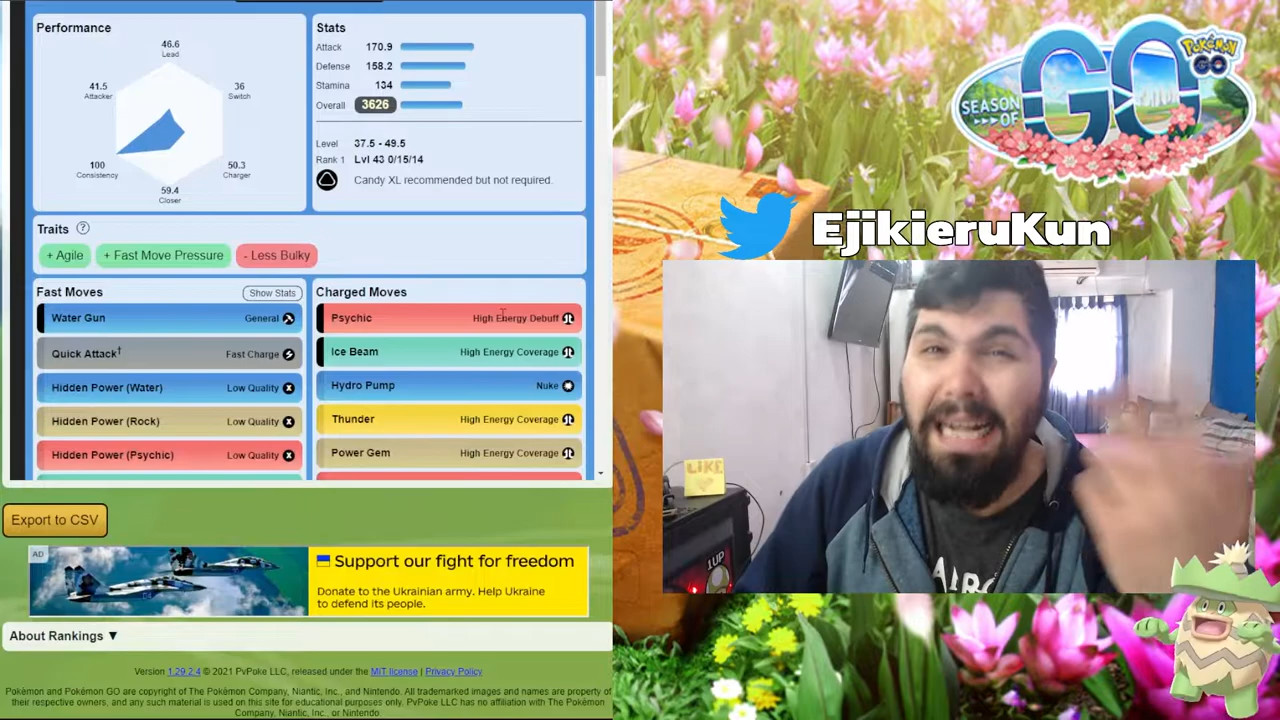 Performance
46.6
Lead
41.5
Attacker
36
Switch
100
Consistency
50.3
Charger
59.4
Closer
Stats
Attack 170.9
Defense 158.2
Stamina 134
Overall 3626
Level 37.5 - 49.5
Rank 1 Lvl 43 0/15/14
Candy XL recommended but not required.
Traits ?
+ Agile + Fast Move Pressure - Less Bulky
Fast Moves Show Stats
Water Gun General
Quick Attack† Fast Charge
Hidden Power (Water) Low Quality
Hidden Power (Rock) Low Quality
Hidden Power (Psychic) Low Quality
Charged Moves
Psychic High Energy Debuff
Ice Beam High Energy Coverage
Hydro Pump Nuke
Thunder High Energy Coverage
Power Gem High Energy Coverage
Export to CSV
AD
Support our fight for freedom
Donate to the Ukrainian army. Help Ukraine
to defend its people.
About Rankings ▼
Version 1.29.2.4 © 2021 PvPoke LLC, released under the MIT license | Privacy Policy
Pokémon and Pokémon GO are copyright of The Pokémon Company, Niantic, Inc., and Nintendo. All trademarked images and names are property of
their respective owners, and any such material is used on this site for educational purposes only. PvPoke LLC has no affiliation with The Pokémon
Company, Niantic, Inc., or Nintendo.
SEASON
OF
GO
POKÉMON
GO
EjikieruKun
LIKE
1UP